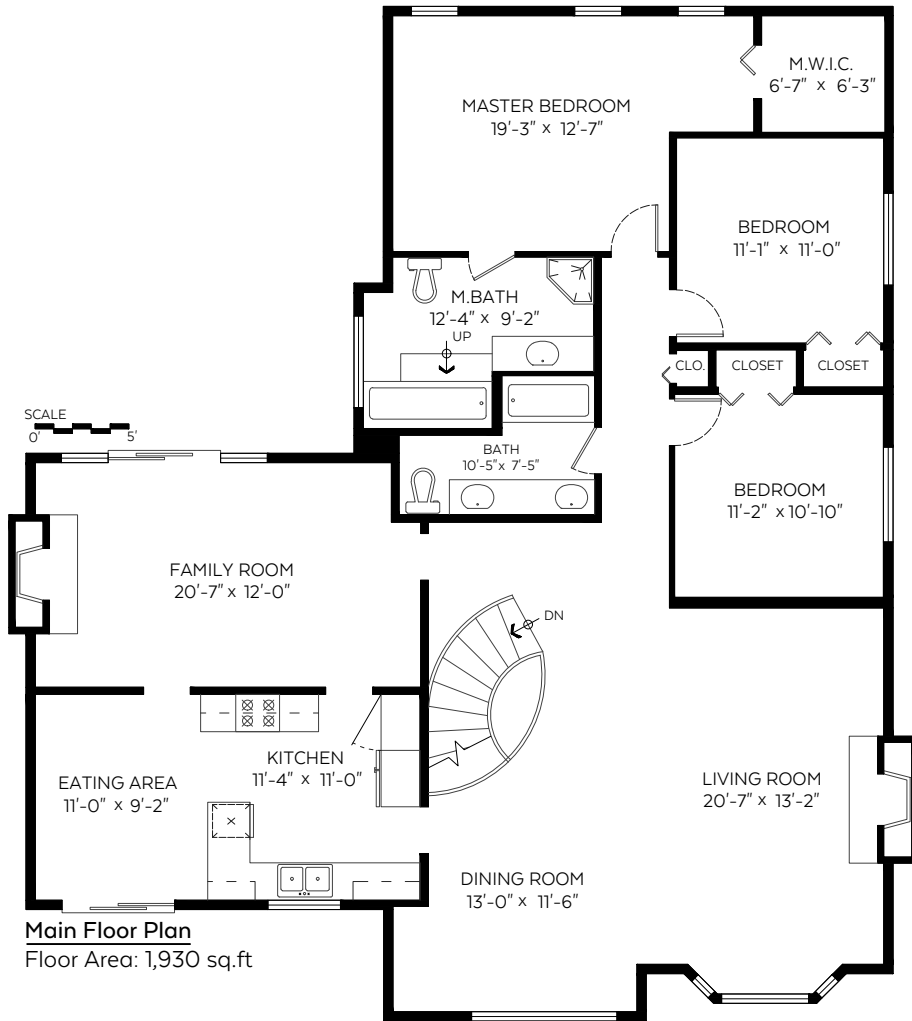 M.W.I.C.
6'-7" x 6'-3"
MASTER BEDROOM
19'-3" x 12'-7"
BEDROOM
11'-1" x 11'-0"
M.BATH
12'-4" x 9'-2"
UP
CLO.
CLOSET
CLOSET
SCALE
0' 5'
BATH
10'-5" x 7'-5"
BEDROOM
11'-2" x 10'-10"
FAMILY ROOM
20'-7" x 12'-0"
DN
KITCHEN
11'-4" x 11'-0"
EATING AREA
11'-0" x 9'-2"
LIVING ROOM
20'-7" x 13'-2"
DINING ROOM
13'-0" x 11'-6"
Main Floor Plan
Floor Area: 1,930 sq.ft